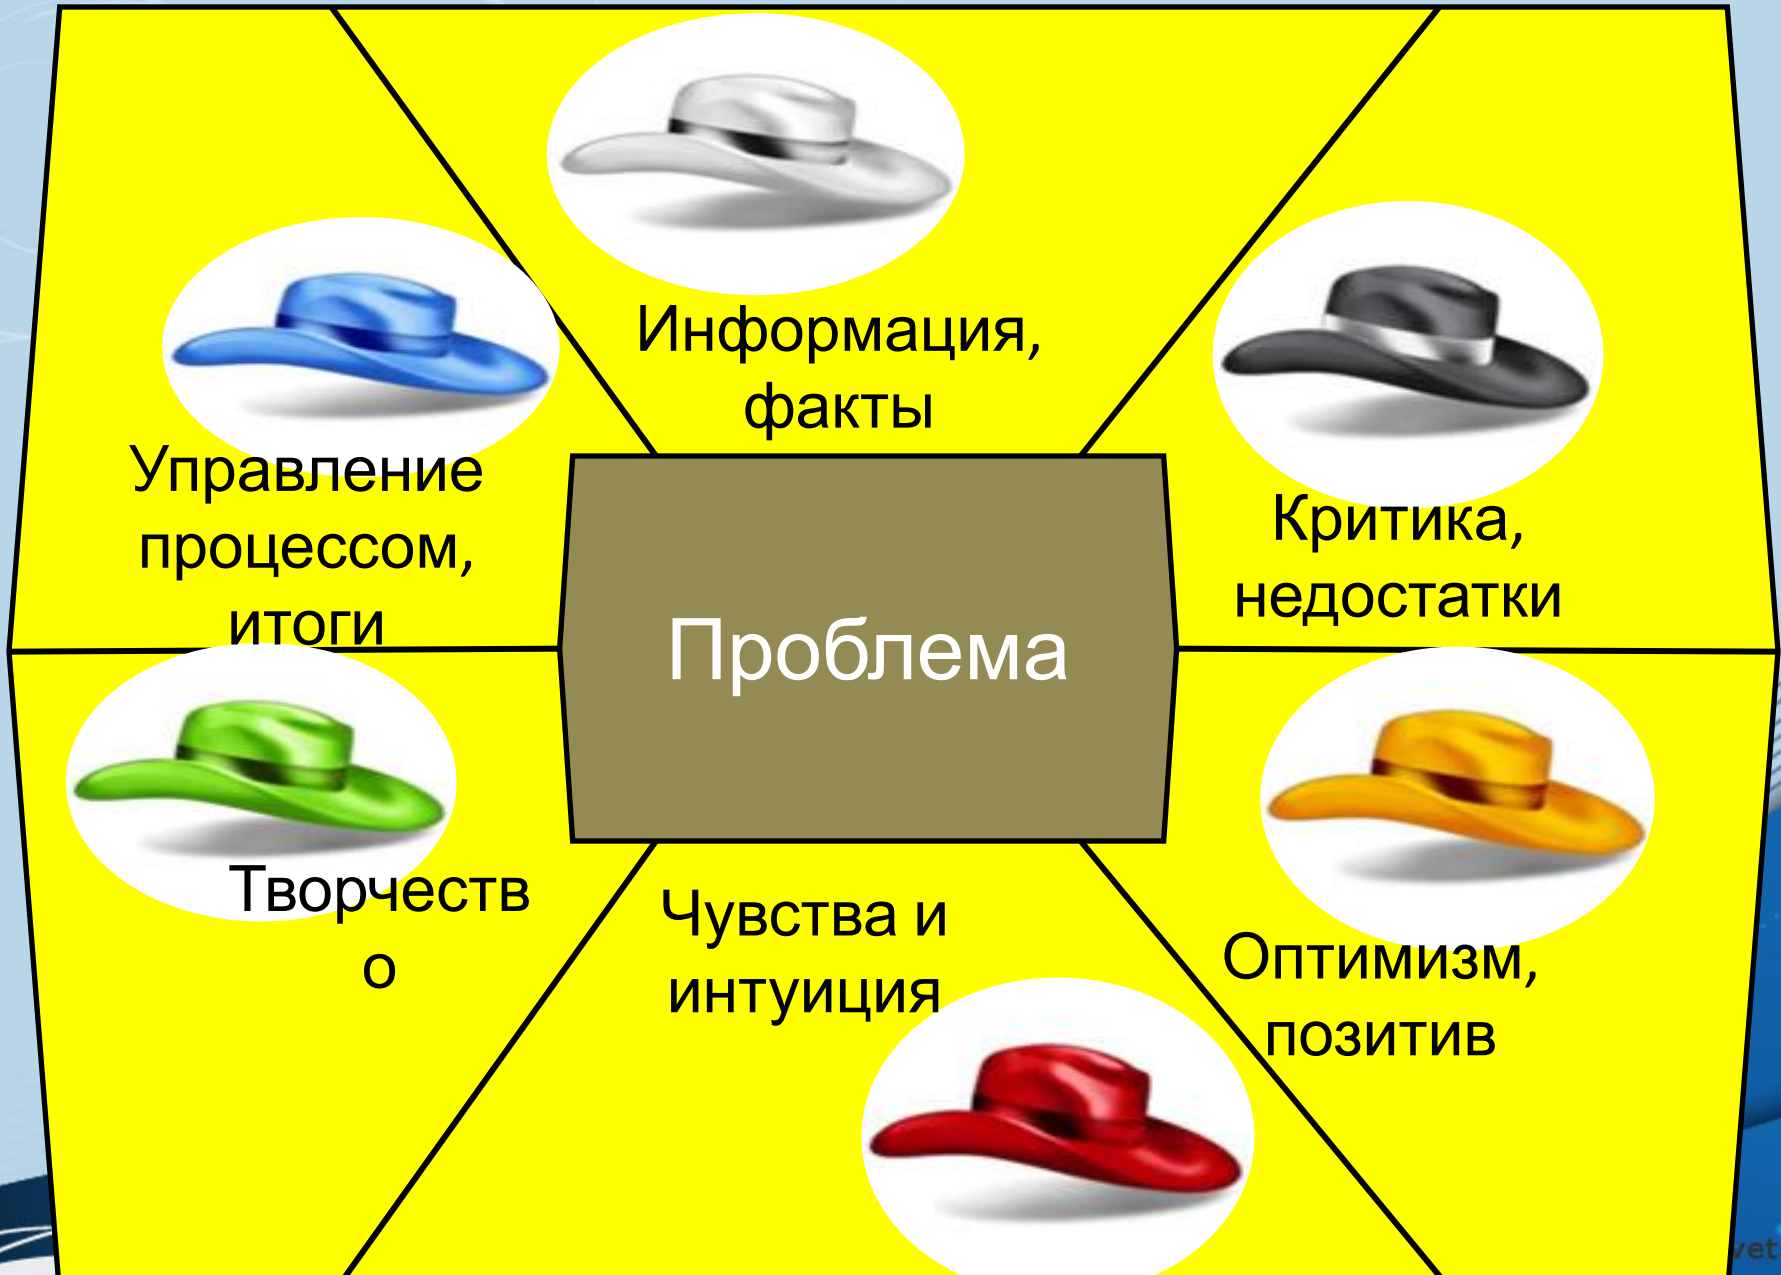 Информация,
факты
Управление
процессом,
итоги
Критика,
недостатки
Проблема
Творчеств
о
Чувства и
интуиция
Оптимизм,
позитив